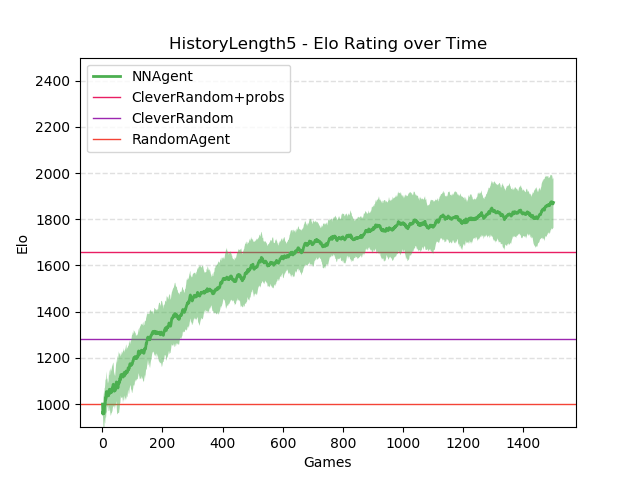 HistoryLength5 - Elo Rating over Time
NNAgent
CleverRandom+probs
CleverRandom
RandomAgent
2400
2200
2000
1800
1600
1400
1200
1000
Elo
0 200 400 600 800 1000 1200 1400
Games